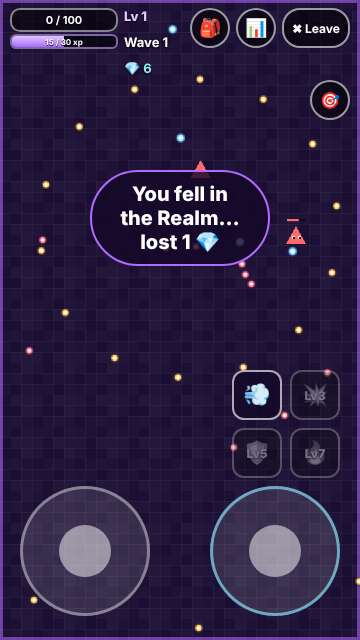 0 / 100
Lv 1
15 / 30 xp
Wave 1
💎 6
✖ Leave
You fell in
the Realm...
lost 1 💎
Lv3
Lv5
Lv7